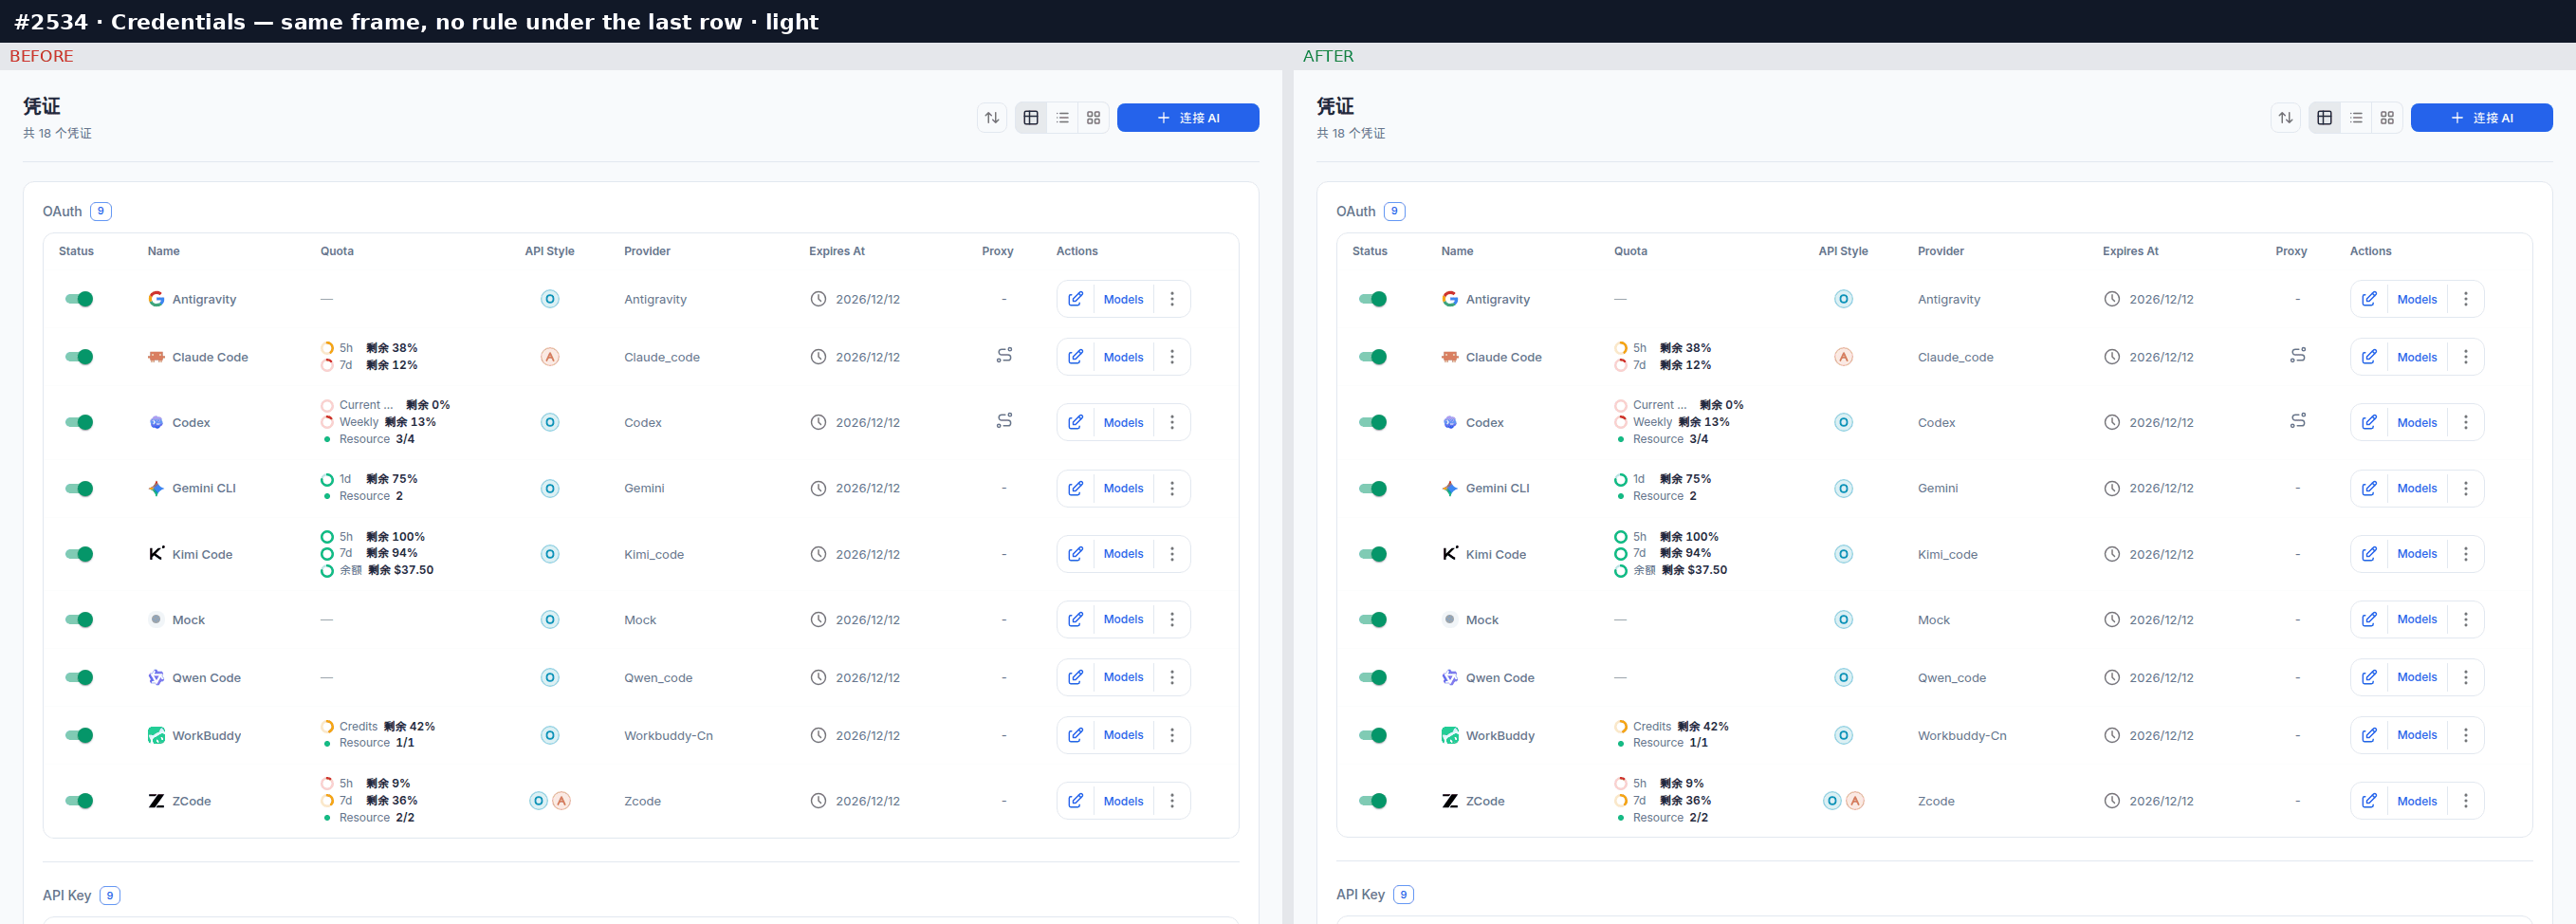 #2534 · Credentials — same frame, no rule under the last row · light
BEFORE
凭证
共 18 个凭证
连接 AI
OAuth 9
Status Name Quota API Style Provider Expires At Proxy Actions
Antigravity — O Antigravity 2026/12/12 - Models
Claude Code 5h 剩余 38% A Claude_code 2026/12/12 Models
7d 剩余 12%
Codex Current ... 剩余 0% O Codex 2026/12/12 Models
Weekly 剩余 13%
Resource 3/4
Gemini CLI 1d 剩余 75% O Gemini 2026/12/12 - Models
Resource 2
Kimi Code 5h 剩余 100% O Kimi_code 2026/12/12 - Models
7d 剩余 94%
余额 剩余 $37.50
Mock — O Mock 2026/12/12 - Models
Qwen Code — O Qwen_code 2026/12/12 - Models
WorkBuddy Credits 剩余 42% O Workbuddy-Cn 2026/12/12 - Models
Resource 1/1
ZCode 5h 剩余 9% O A Zcode 2026/12/12 - Models
7d 剩余 36%
Resource 2/2
API Key 9
AFTER
凭证
共 18 个凭证
连接 AI
OAuth 9
Status Name Quota API Style Provider Expires At Proxy Actions
Antigravity — O Antigravity 2026/12/12 - Models
Claude Code 5h 剩余 38% A Claude_code 2026/12/12 Models
7d 剩余 12%
Codex Current ... 剩余 0% O Codex 2026/12/12 Models
Weekly 剩余 13%
Resource 3/4
Gemini CLI 1d 剩余 75% O Gemini 2026/12/12 - Models
Resource 2
Kimi Code 5h 剩余 100% O Kimi_code 2026/12/12 - Models
7d 剩余 94%
余额 剩余 $37.50
Mock — O Mock 2026/12/12 - Models
Qwen Code — O Qwen_code 2026/12/12 - Models
WorkBuddy Credits 剩余 42% O Workbuddy-Cn 2026/12/12 - Models
Resource 1/1
ZCode 5h 剩余 9% O A Zcode 2026/12/12 - Models
7d 剩余 36%
Resource 2/2
API Key 9